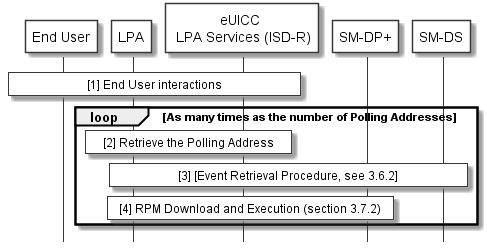 End User
LPA
eUICC
LPA Services (ISD-R)
SM-DP+
SM-DS
[1] End User interactions
loop
[As many times as the number of Polling Addresses]
[2] Retrieve the Polling Address
[3] [Event Retrieval Procedure, see 3.6.2]
[4] RPM Download and Execution (section 3.7.2)